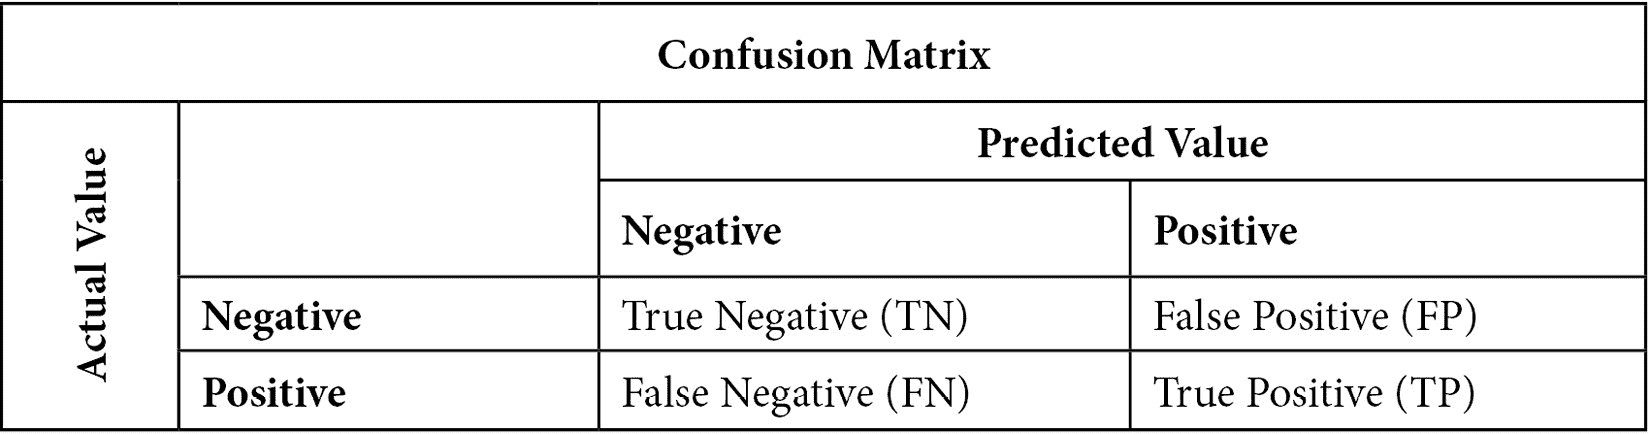 Confusion Matrix
Actual Value
Predicted Value
Negative
Positive
Negative
True Negative (TN)
False Positive (FP)
Positive
False Negative (FN)
True Positive (TP)